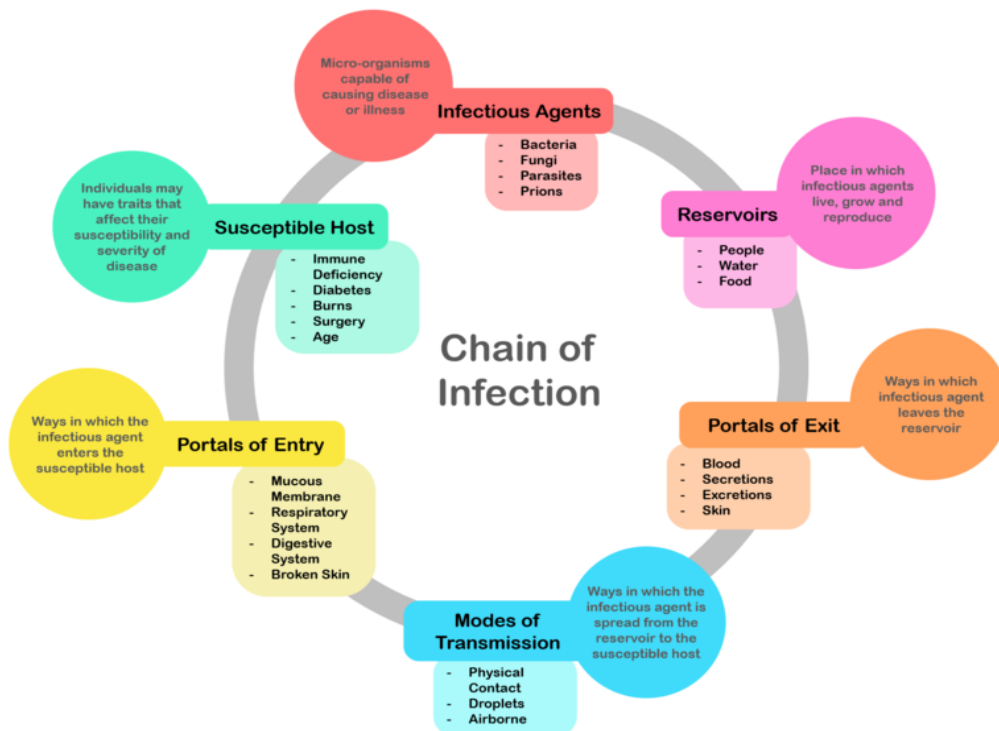 Micro-organisms
capable of
causing disease
or illness
Infectious Agents
- Bacteria
- Fungi
- Parasites
- Prions
Place in which
infectious agents
live, grow and
reproduce
Reservoirs
- People
- Water
- Food
Ways in which
infectious agent
leaves the
reservoir
Portals of Exit
- Blood
- Secretions
- Excretions
- Skin
Ways in which the
infectious agent is
spread from the
reservoir to the
susceptible host
Modes of
Transmission
- Physical
Contact
- Droplets
- Airborne
Ways in which the
infectious agent
enters the
susceptible host
Portals of Entry
- Mucous
Membrane
- Respiratory
System
- Digestive
System
- Broken Skin
Individuals may
have traits that
affect their
susceptibility and
severity of
disease
Susceptible Host
- Immune
Deficiency
- Diabetes
- Burns
- Surgery
- Age
Chain of
Infection